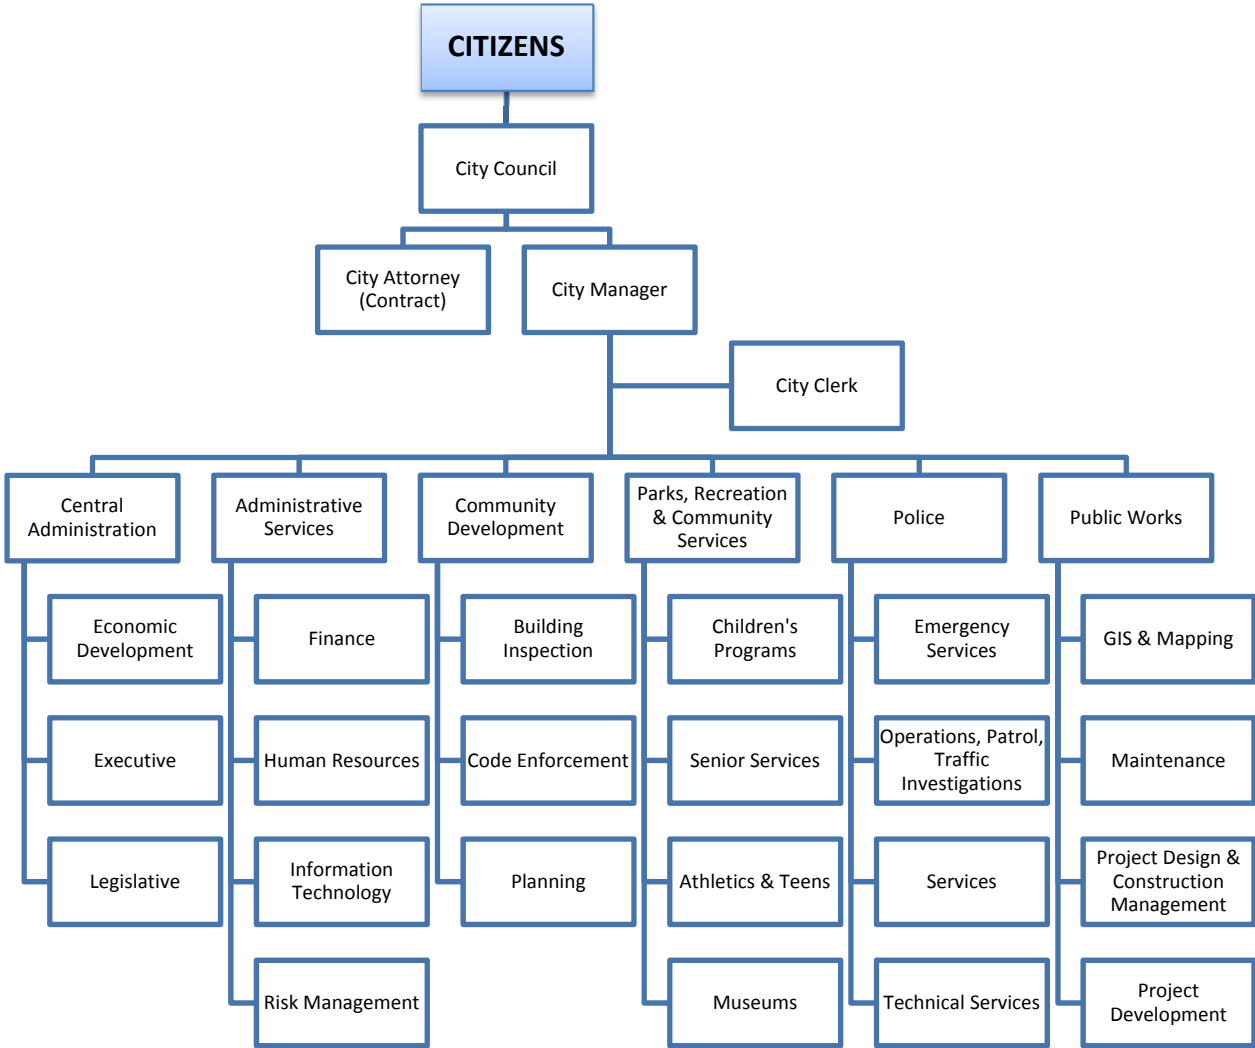 CITIZENS
City Council
City Attorney
(Contract)
City Manager
City Clerk
Central
Administration
Administrative
Services
Community
Development
Parks, Recreation
& Community
Services
Police
Public Works
Economic
Development
Finance
Building
Inspection
Children's
Programs
Emergency
Services
GIS & Mapping
Executive
Human Resources
Code Enforcement
Senior Services
Operations, Patrol,
Traffic
Investigations
Maintenance
Legislative
Information
Technology
Planning
Athletics & Teens
Services
Project Design &
Construction
Management
Risk Management
Museums
Technical Services
Project
Development